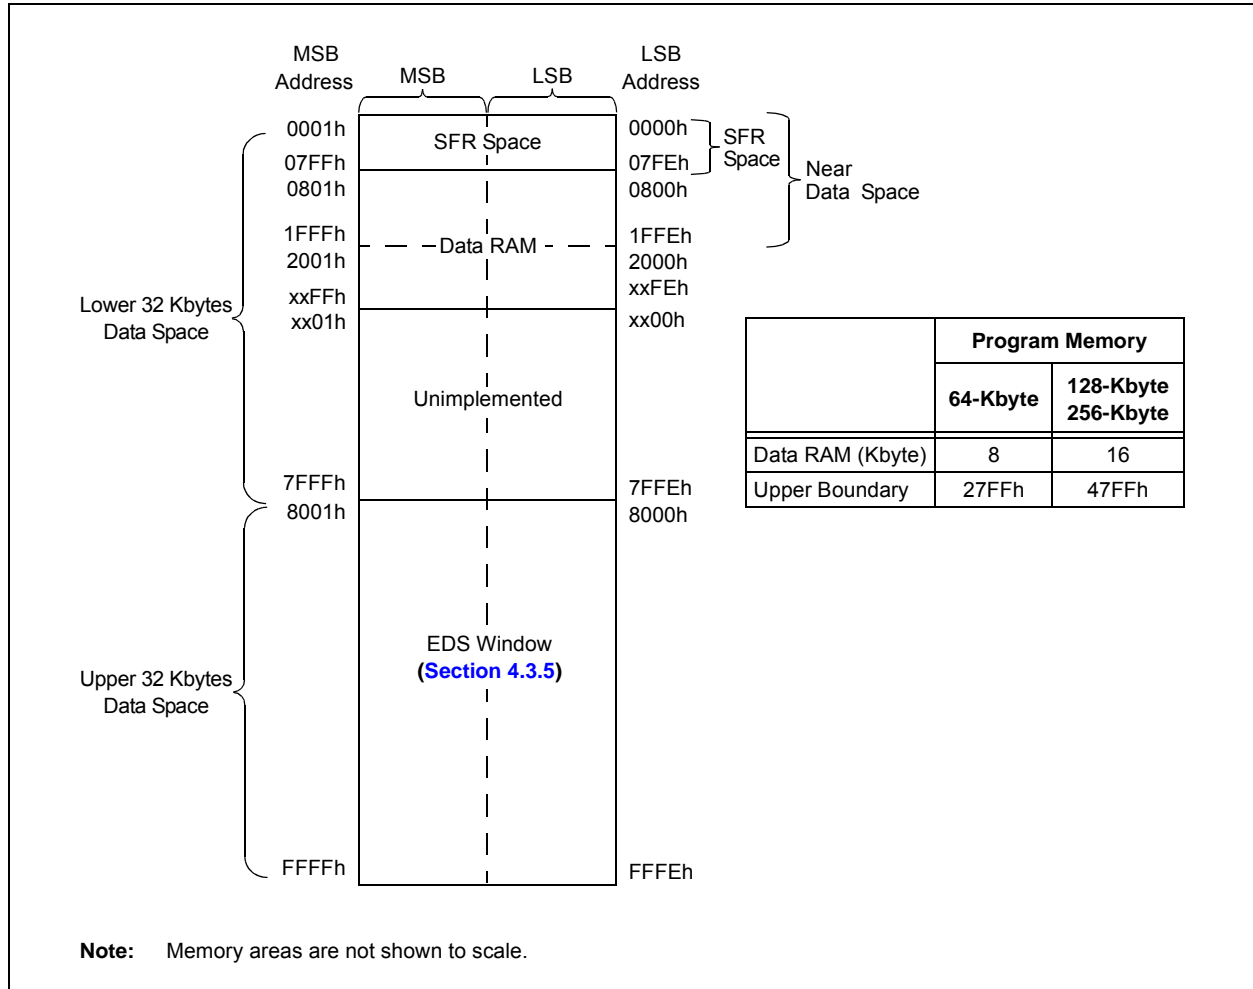 MSB
Address
MSB
LSB
LSB
Address
0001h
SFR Space
0000h
SFR
Space
07FFh
07FEh
Near
Data Space
0801h
0800h
1FFFh
Data RAM
1FFEh
2001h
2000h
xxFFh
xxFEh
xx01h
xx00h
Lower 32 Kbytes
Data Space
Unimplemented
7FFFh
7FFEh
8001h
8000h
EDS Window
(Section 4.3.5)
Upper 32 Kbytes
Data Space
FFFFh
FFFEh
Program Memory
64-Kbyte
128-Kbyte
256-Kbyte
Data RAM (Kbyte) 8 16
Upper Boundary 27FFh 47FFh
Note: Memory areas are not shown to scale.